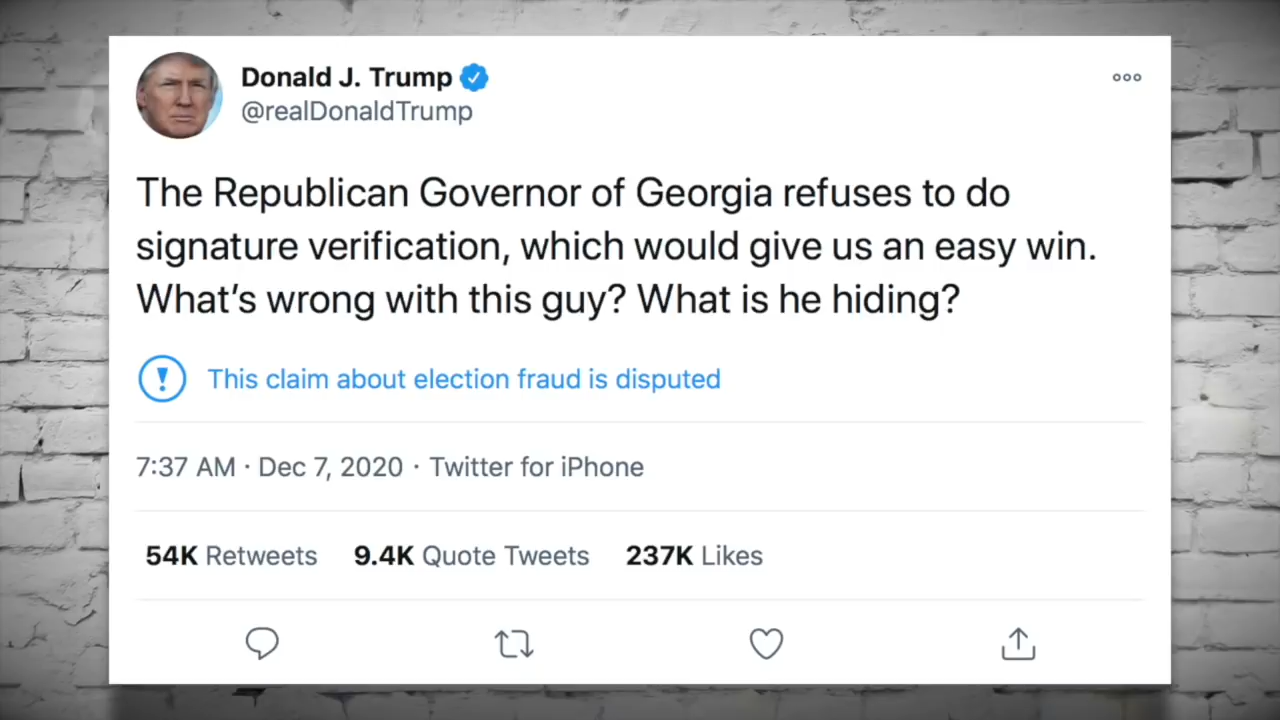 Donald J. Trump
@realDonaldTrump
The Republican Governor of Georgia refuses to do
signature verification, which would give us an easy win.
What’s wrong with this guy? What is he hiding?
This claim about election fraud is disputed
7:37 AM · Dec 7, 2020 · Twitter for iPhone
54K Retweets 9.4K Quote Tweets 237K Likes